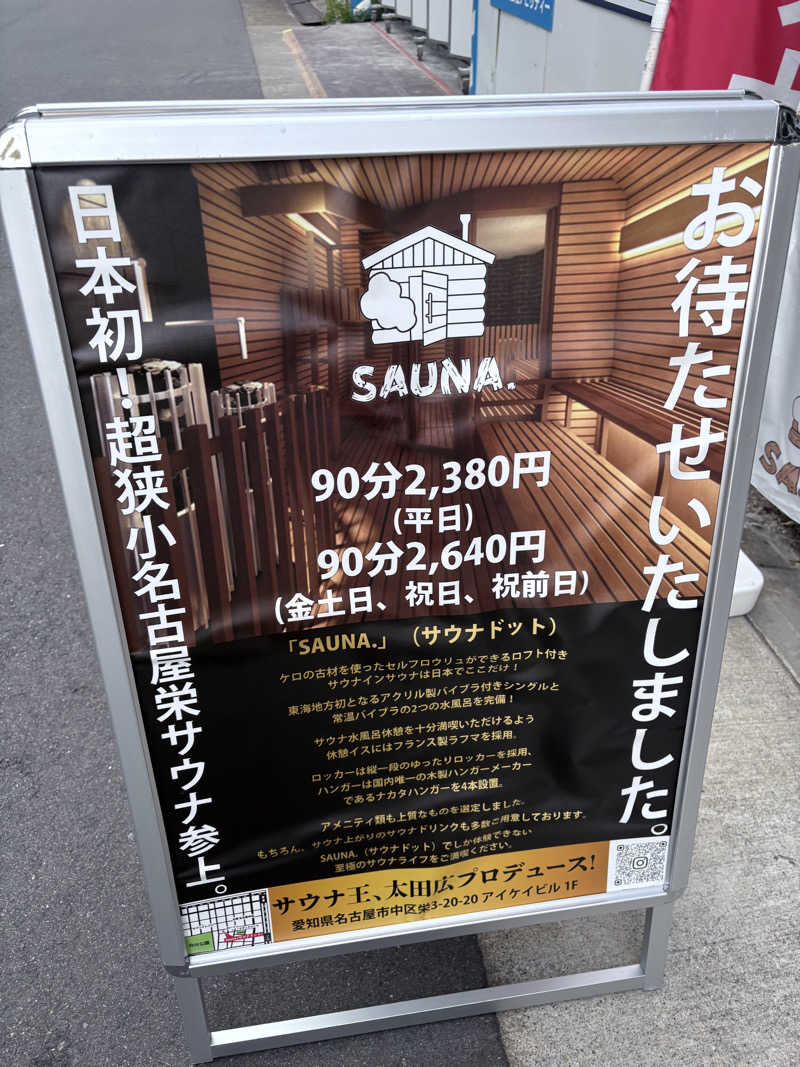 お待たせいたしました。
日本初!超狭小名古屋栄サウナ参上。
SAUNA.
90分2,380円
(平日)
90分2,640円
(金土日、祝日、祝前日)
「SAUNA.」(サウナドット)
ケロの古材を使ったセルフロウリュができるロフト付き
サウナインサウナは日本でここだけ!
東海地方初となるアクリル製バイブラ付きシングルと
常温バイブラの2つの水風呂を完備!
サウナ水風呂休憩を十分満喫いただけるよう
休憩イスにはフランス製ラフマを採用。
ロッカーは縦一段のゆったりロッカーを採用、
ハンガーは国内唯一の木製ハンガーメーカー
であるナカタハンガーを4本設置。
アメニティ類も上質なものを選定しました。
もちろん、サウナ上がりのサウナドリンクも多数ご用意しております。
SAUNA.(サウナドット)でしか体験できない
至極のサウナライフをご満喫ください。
サウナ王、太田広プロデュース!
愛知県名古屋市中区栄3-20-20 アイケイビル 1F